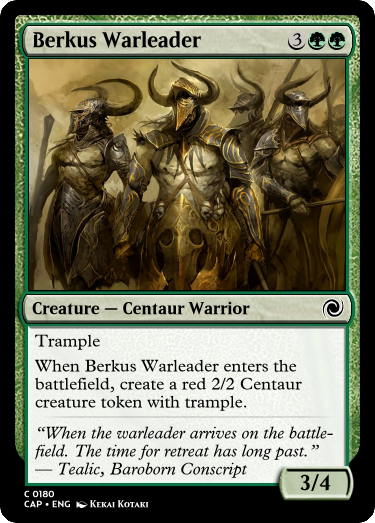 Berkus Warleader 3
Creature — Centaur Warrior
Trample
When Berkus Warleader enters the
battlefield, create a red 2/2 Centaur
creature token with trample.
“When the warleader arrives on the battle-
field. The time for retreat has long past.”
— Tealic, Baroborn Conscript
3/4
C 0180
CAP • ENG Kekai Kotaki